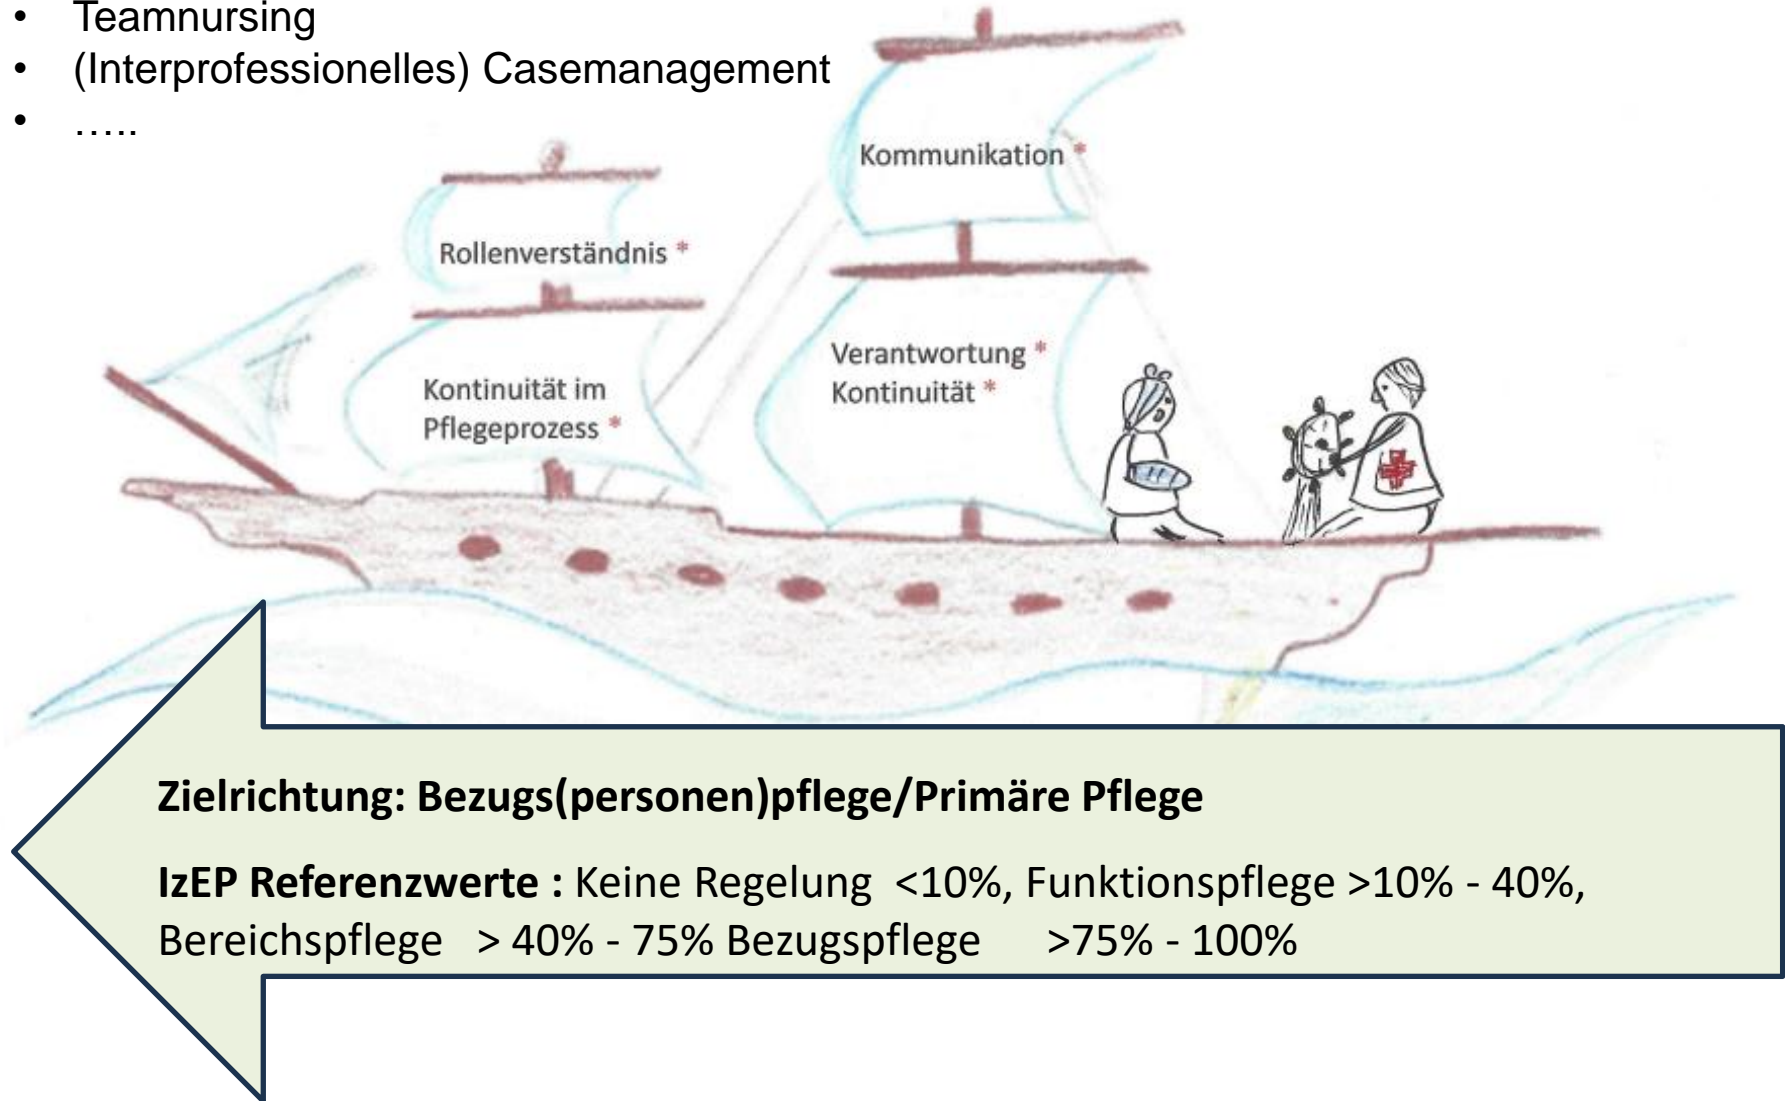 • Teamnursing
• (Interprofessionelles) Casemanagement
• …..
Kommunikation *
Rollenverständnis *
Verantwortung *
Kontinuität *
Kontinuität im
Pflegeprozess *
Zielrichtung: Bezugs(personen)pflege/Primäre Pflege
IzEP Referenzwerte : Keine Regelung <10%, Funktionspflege >10% - 40%,
Bereichspflege > 40% - 75% Bezugspflege >75% - 100%